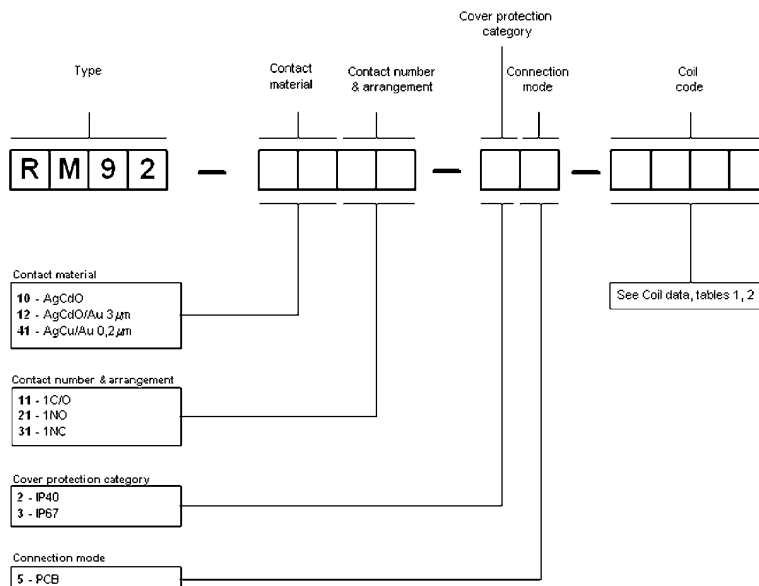 Cover protection
category
Type
Contact
material
Contact number
& arrangement
Connection
mode
Coil
code
R M 9 2 — — —
Contact material
10 - AgCdO
12 - AgCdO/Au 3 µm
41 - AgCu/Au 0,2 µm
See Coil data, tables 1, 2
Contact number & arrangement
11 - 1C/O
21 - 1NO
31 - 1NC
Cover protection category
2 - IP40
3 - IP67
Connection mode
5 - PCB